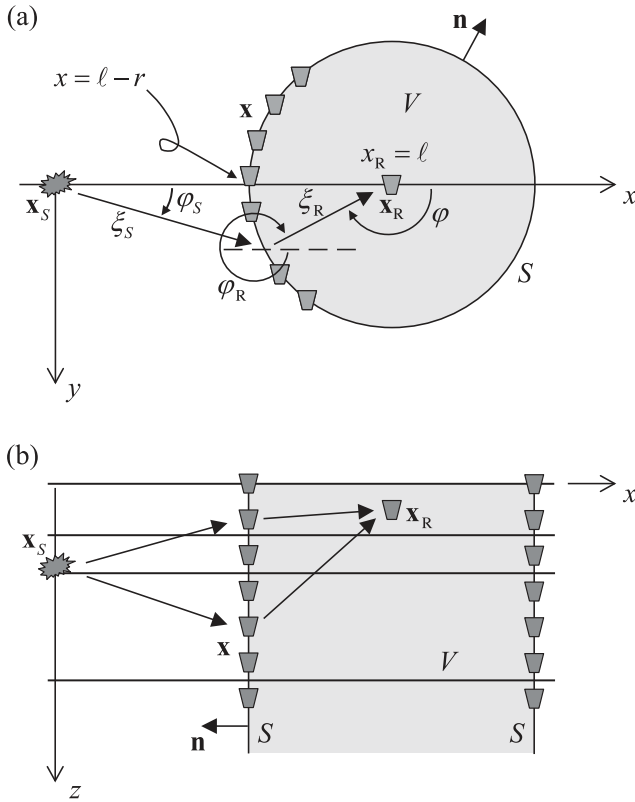 (a)
n
x = ℓ – r
x
V
x_R = ℓ
x_S
φ_S
ξ_S
ξ_R
x_R
φ
x
φ_R
S
y
(b)
x
x_S
x_R
x
V
n
S
S
z